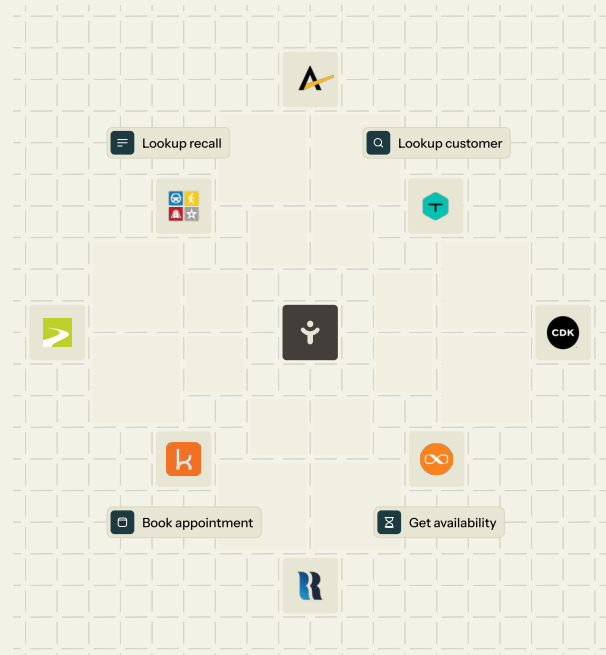 Lookup recall
Lookup customer
CDK
Book appointment
Get availability